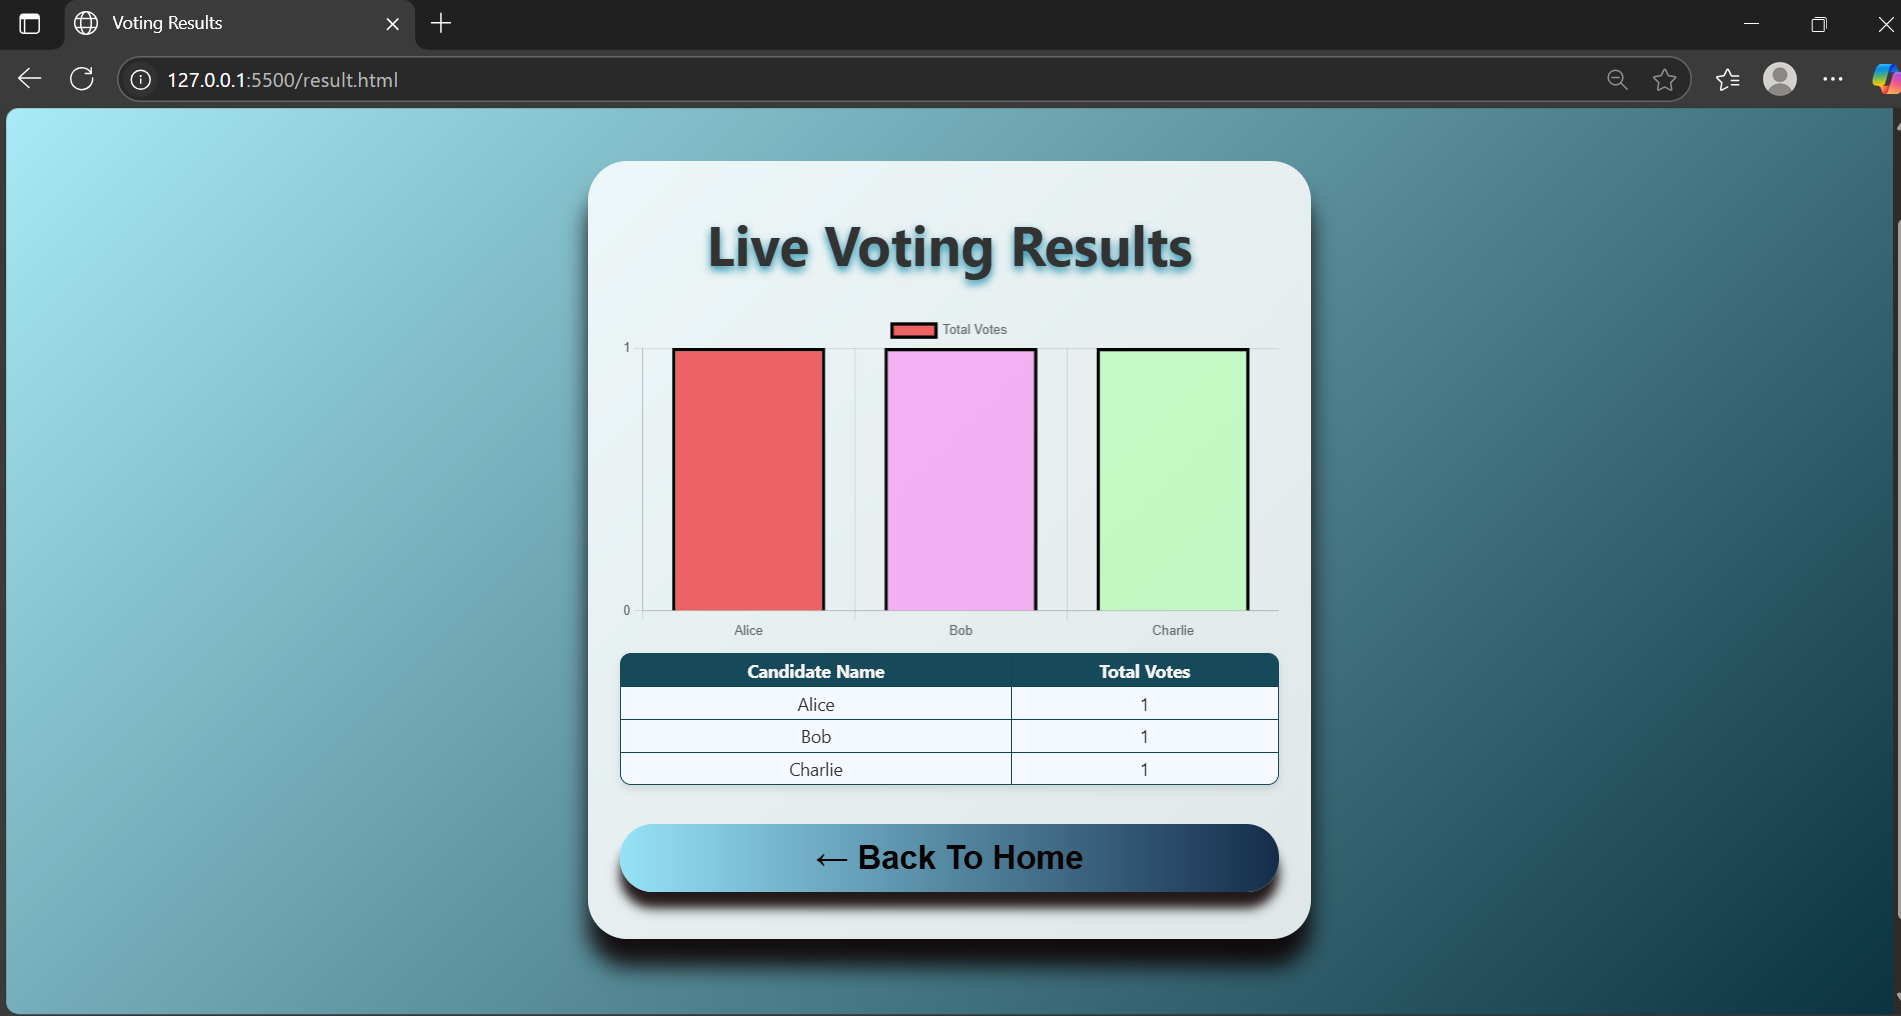 Voting Results
127.0.0.1:5500/result.html
Live Voting Results
Total Votes
1
0
Alice Bob Charlie
Candidate Name Total Votes
Alice 1
Bob 1
Charlie 1
← Back To Home